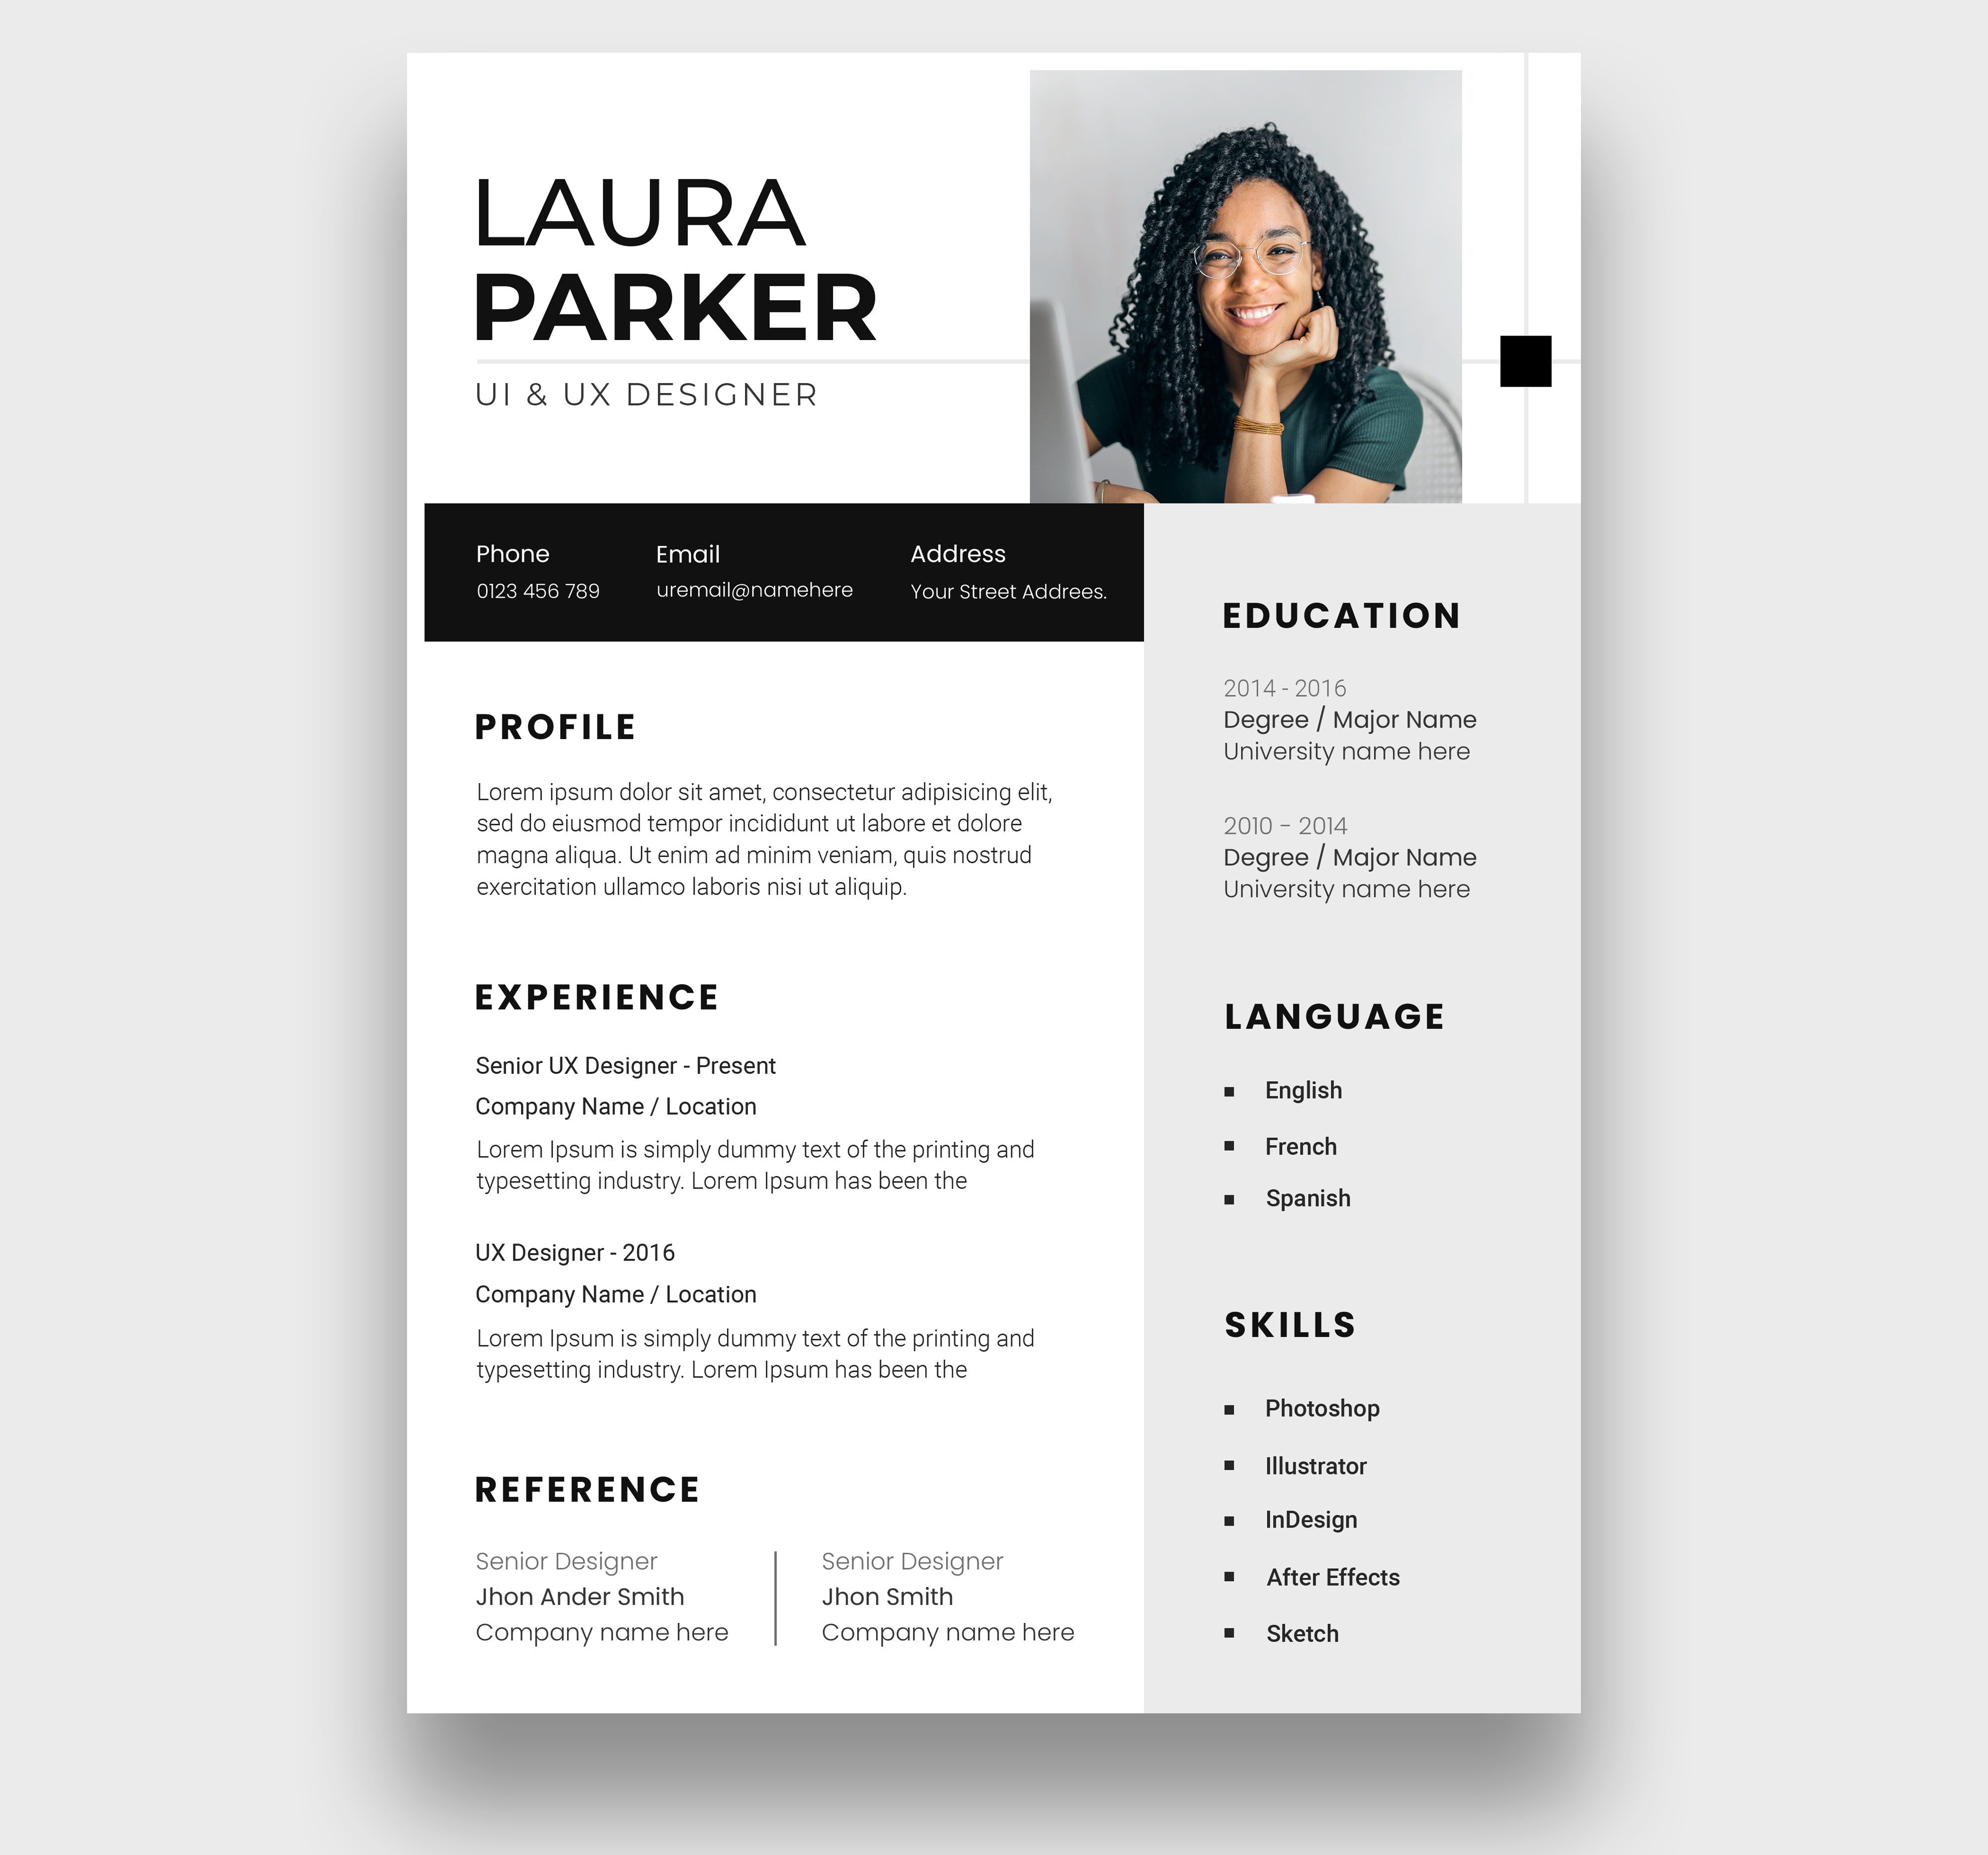 LAURA
PARKER
UI & UX DESIGNER
Phone
0123 456 789
Email
uremail@namehere
Address
Your Street Addrees.
PROFILE
Lorem ipsum dolor sit amet, consectetur adipisicing elit,
sed do eiusmod tempor incididunt ut labore et dolore
magna aliqua. Ut enim ad minim veniam, quis nostrud
exercitation ullamco laboris nisi ut aliquip.
EXPERIENCE
Senior UX Designer - Present
Company Name / Location
Lorem Ipsum is simply dummy text of the printing and
typesetting industry. Lorem Ipsum has been the
UX Designer - 2016
Company Name / Location
Lorem Ipsum is simply dummy text of the printing and
typesetting industry. Lorem Ipsum has been the
REFERENCE
Senior Designer
Jhon Ander Smith
Company name here
Senior Designer
Jhon Smith
Company name here
EDUCATION
2014 - 2016
Degree / Major Name
University name here
2010 - 2014
Degree / Major Name
University name here
LANGUAGE
English
French
Spanish
SKILLS
Photoshop
Illustrator
InDesign
After Effects
Sketch